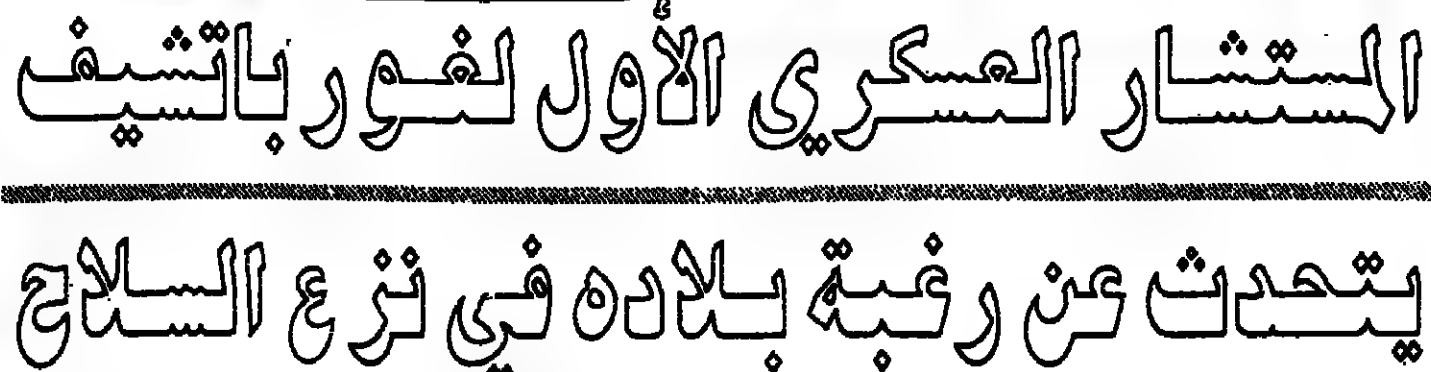 المستشار العسكري الأول لغورباتشيف
يتحدث عن رغبة بلاده في نزع السلاح